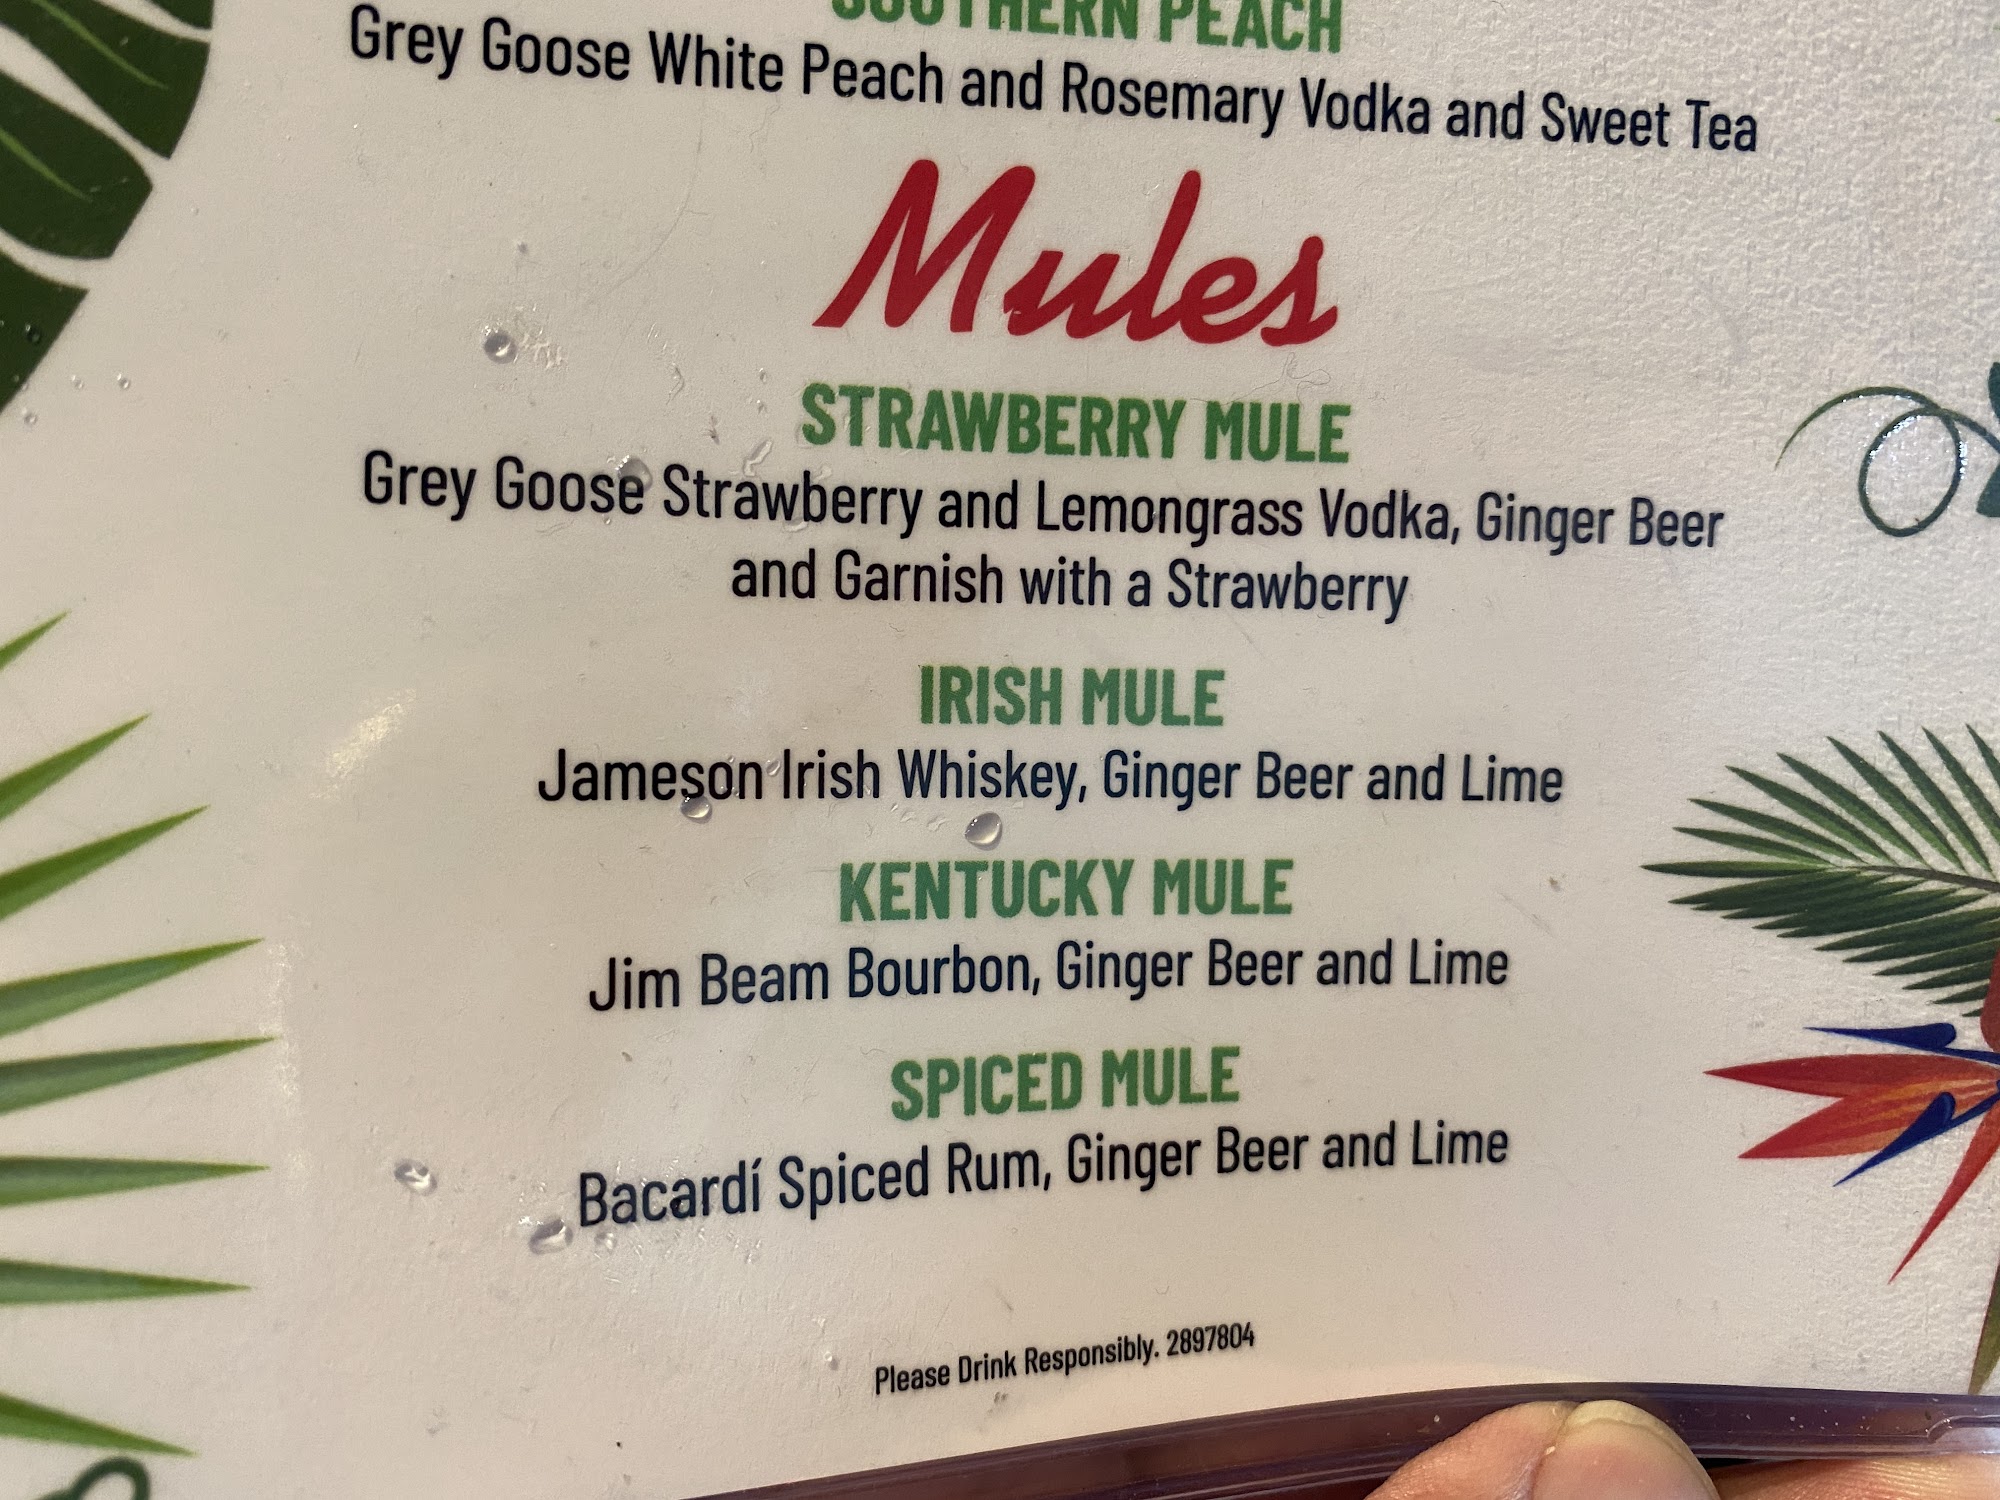 SOUTHERN PEACH
Grey Goose White Peach and Rosemary Vodka and Sweet Tea
Mules
STRAWBERRY MULE
Grey Goose Strawberry and Lemongrass Vodka, Ginger Beer
and Garnish with a Strawberry
IRISH MULE
Jameson Irish Whiskey, Ginger Beer and Lime
KENTUCKY MULE
Jim Beam Bourbon, Ginger Beer and Lime
SPICED MULE
Bacardí Spiced Rum, Ginger Beer and Lime
Please Drink Responsibly. 2897804